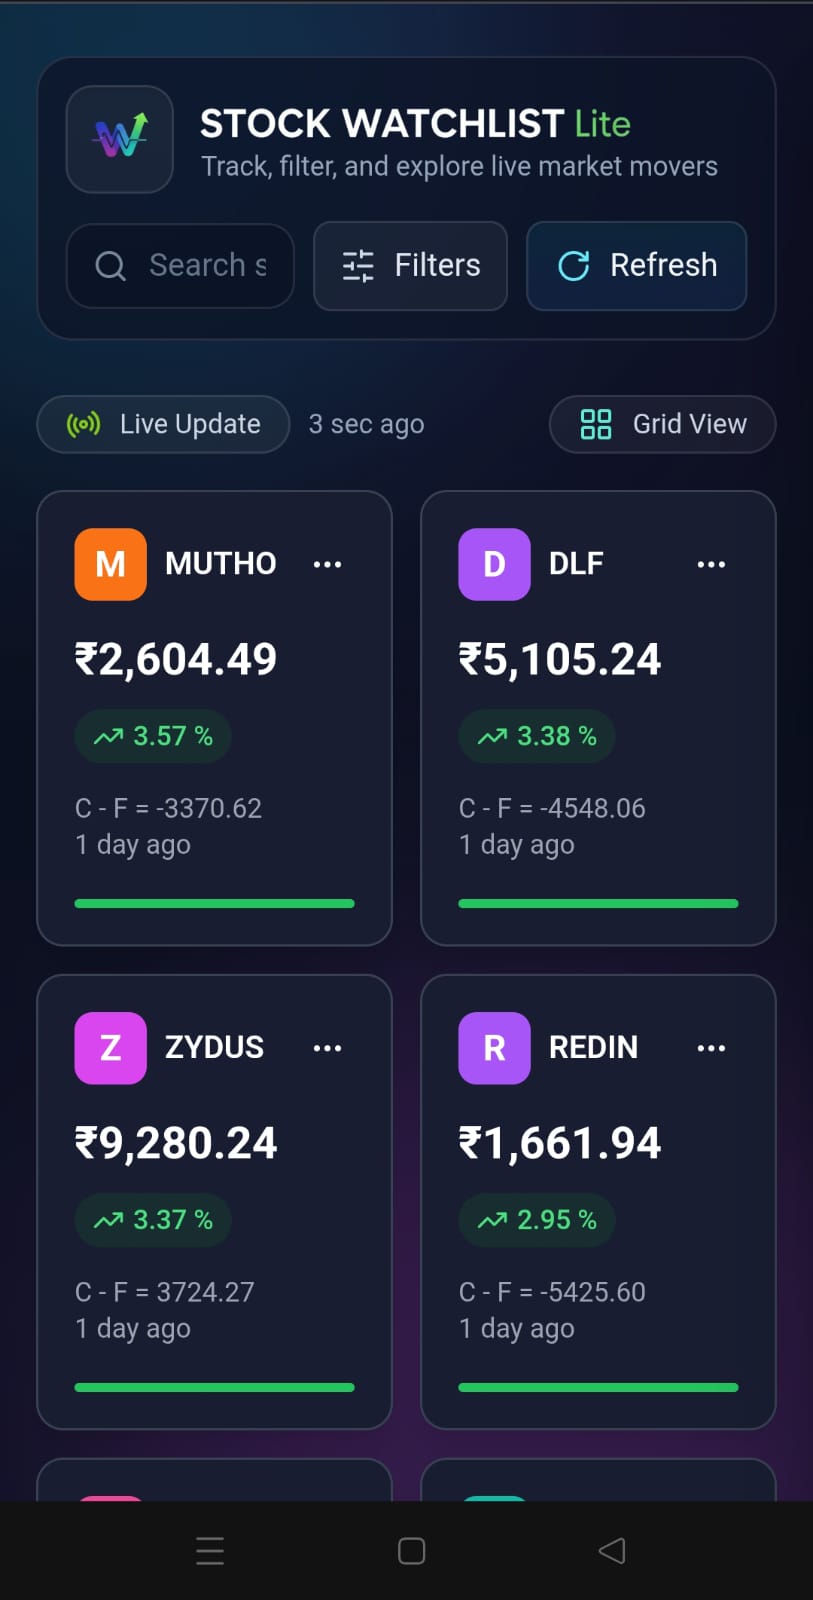 STOCK WATCHLIST Lite
Track, filter, and explore live market movers
Search s
Filters
Refresh
Live Update
3 sec ago
Grid View
M
MUTHO
₹2,604.49
3.57 %
C - F = -3370.62
1 day ago
D
DLF
₹5,105.24
3.38 %
C - F = -4548.06
1 day ago
Z
ZYDUS
₹9,280.24
3.37 %
C - F = 3724.27
1 day ago
R
REDIN
₹1,661.94
2.95 %
C - F = -5425.60
1 day ago